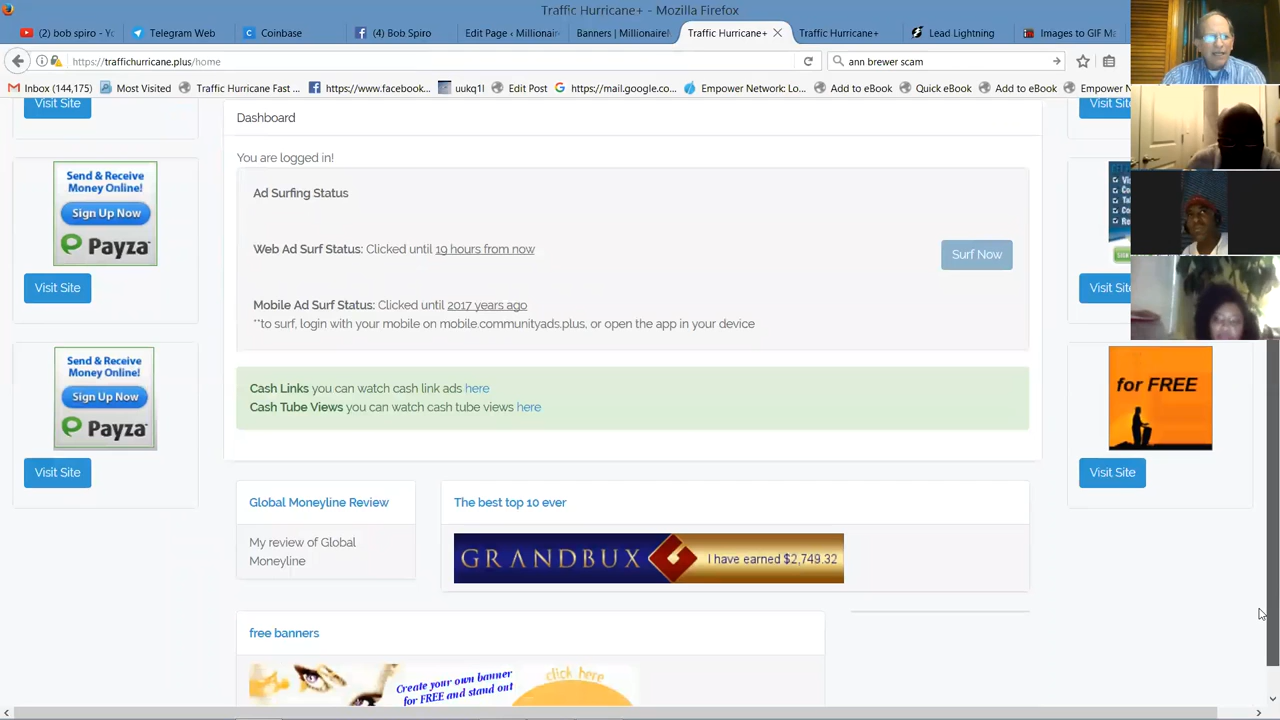 Traffic Hurricane+ - Mozilla Firefox
(2) bob spiro - Yo
Telegram Web
Coinbase
(4) Bob Spi
Edit Page ‹ Millionair
Banner | Millionaire
Traffic Hurricane+
Traffic Hurricane
Lead Lightning
Images to GIF Ma
https://traffichurricane.plus/home
ann brewer scam
Inbox (144,175)
Most Visited
Traffic Hurricane Fast ...
https://www.facebook...
uukq1l
Edit Post
https://mail.google.co...
Empower Network: Lo...
Add to eBook
Quick eBook
Add to eBook
Empower
Visit Site
Dashboard
Visit Site
You are logged in!
Ad Surfing Status
Web Ad Surf Status: Clicked until 19 hours from now
Surf Now
Mobile Ad Surf Status: Clicked until 2017 years ago
**to surf, login with your mobile on mobile.communityads.plus, or open the app in your device
Cash Links you can watch cash link ads here
Cash Tube Views you can watch cash tube views here
Send & Receive
Money Online!
Sign Up Now
Payza
Visit Site
Send & Receive
Money Online!
Sign Up Now
Payza
Visit Site
Visit Site
for FREE
Visit Site
Global Moneyline Review
My review of Global
Moneyline
The best top 10 ever
GRANDBUX
I have earned $2,749.32
free banners
Create your own banner
for FREE and stand out
click here